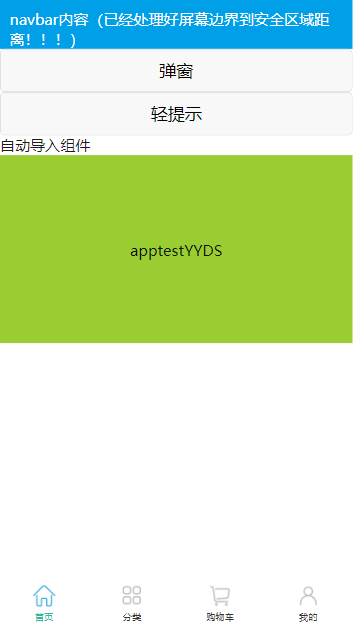 navbar内容（已经处理好屏幕边界到安全区域距
离！！！）
弹窗
轻提示
自动导入组件
apptestYYDS
首页
分类
购物车
我的